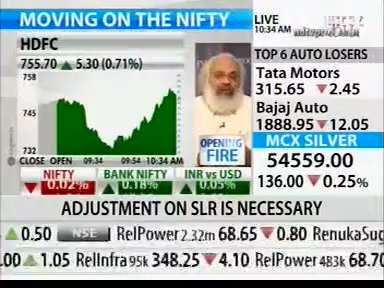 MOVING ON THE NIFTY
LIVE
10:34 AM
HDFC
755.70 ▲ 5.30 (0.71%)
758
745
732
CLOSE OPEN 09:34 09:54 10:34 AM
OPENING
FIRE
TOP 6 AUTO LOSERS
Tata Motors
315.65 ▼ 2.45
Bajaj Auto
1888.95 ▼ 12.05
MCX SILVER
54559.00
136.00 ▼ 0.25%
NIFTY BANK NIFTY INR vs USD
▼ 0.02% ▲ 0.18% ▲ 0.05%
ADJUSTMENT ON SLR IS NECESSARY
▲ 0.50 NSE RelPower 2.32m 68.65 ▼ 0.80 RenukaSug
00 ▲ 1.05 RelInfra 95k 348.25 ▼ 4.10 RelPower 483k 68.70